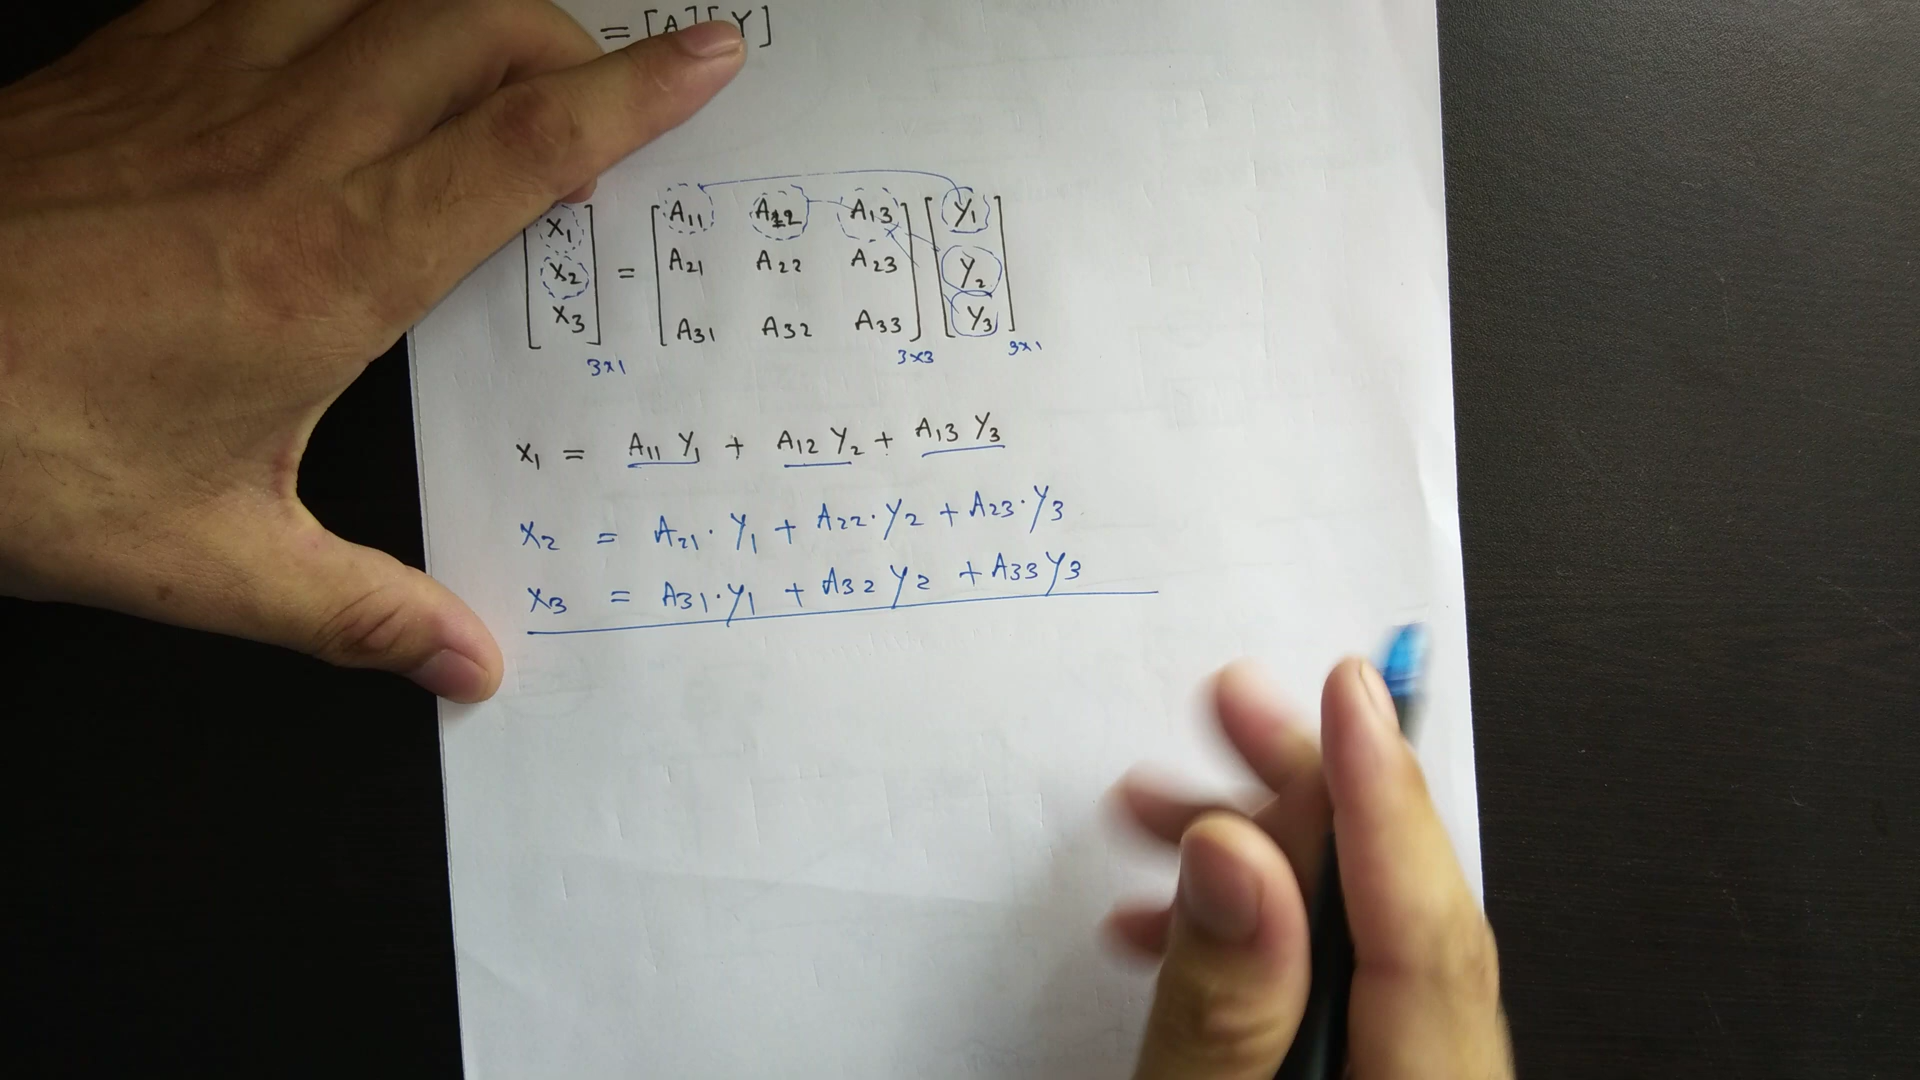 = [A][Y]
[X1 X2 X3] 3x1 = [A11 A12 A13 A21 A22 A23 A31 A32 A33] 3x3 [Y1 Y2 Y3] 3x1
X1 = A11 Y1 + A12 Y2 + A13 Y3
X2 = A21 · Y1 + A22 · Y2 + A23 · Y3
X3 = A31 · Y1 + A32 Y2 + A33 Y3